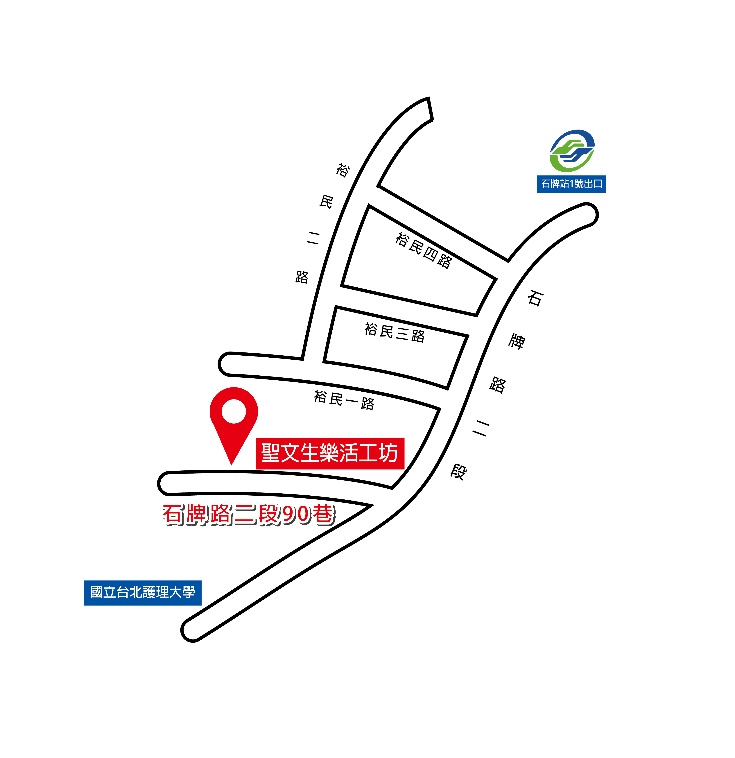 石牌站1號出口
裕民二路
裕民四路
石牌路二段
裕民三路
裕民一路
聖文生樂活工坊
石牌路二段90巷
國立台北護理大學